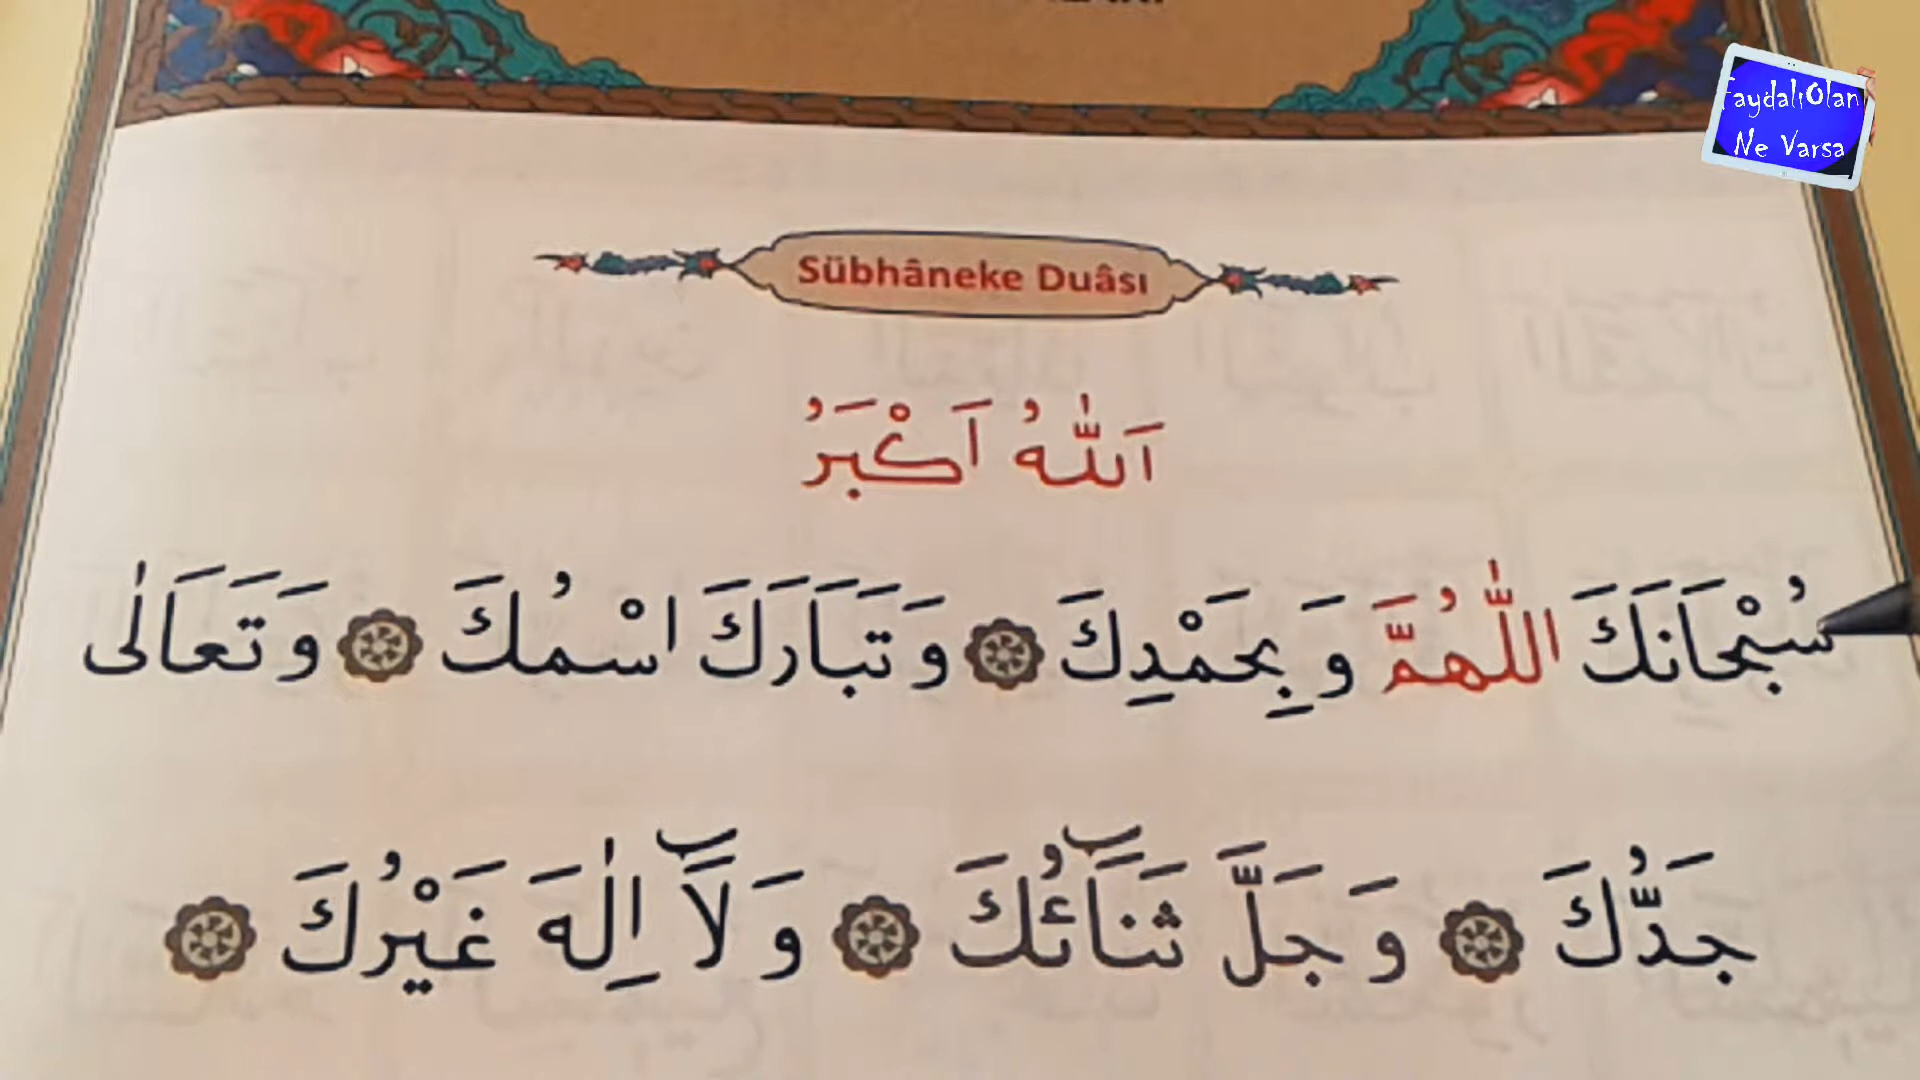 FaydalıOlan
Ne Varsa
Sübhâneke Duâsı
اَللّٰهُ اَكْبَرُ
سُبْحَانَكَ اللّٰهُمَّ وَ بِحَمْدِكَ ۞ وَ تَبَارَكَ اسْمُكَ ۞ وَ تَعَالٰى
جَدُّكَ ۞ وَ جَلَّ ثَنَٓاؤُ۬كَ ۞ وَ لَٓا اِلٰهَ غَيْرُكَ ۞